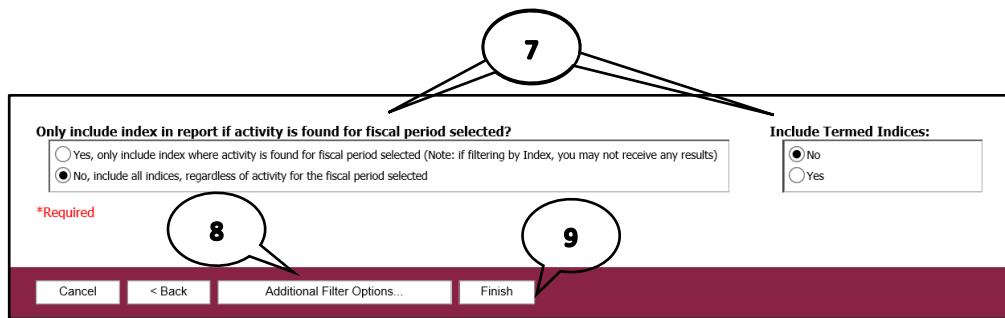 7
Only include index in report if activity is found for fiscal period selected?
Include Termed Indices:
Yes, only include index where activity is found for fiscal period selected (Note: if filtering by Index, you may not receive any results)
No, include all indices, regardless of activity for the fiscal period selected
No
Yes
*Required
8
9
Cancel
< Back
Additional Filter Options...
Finish